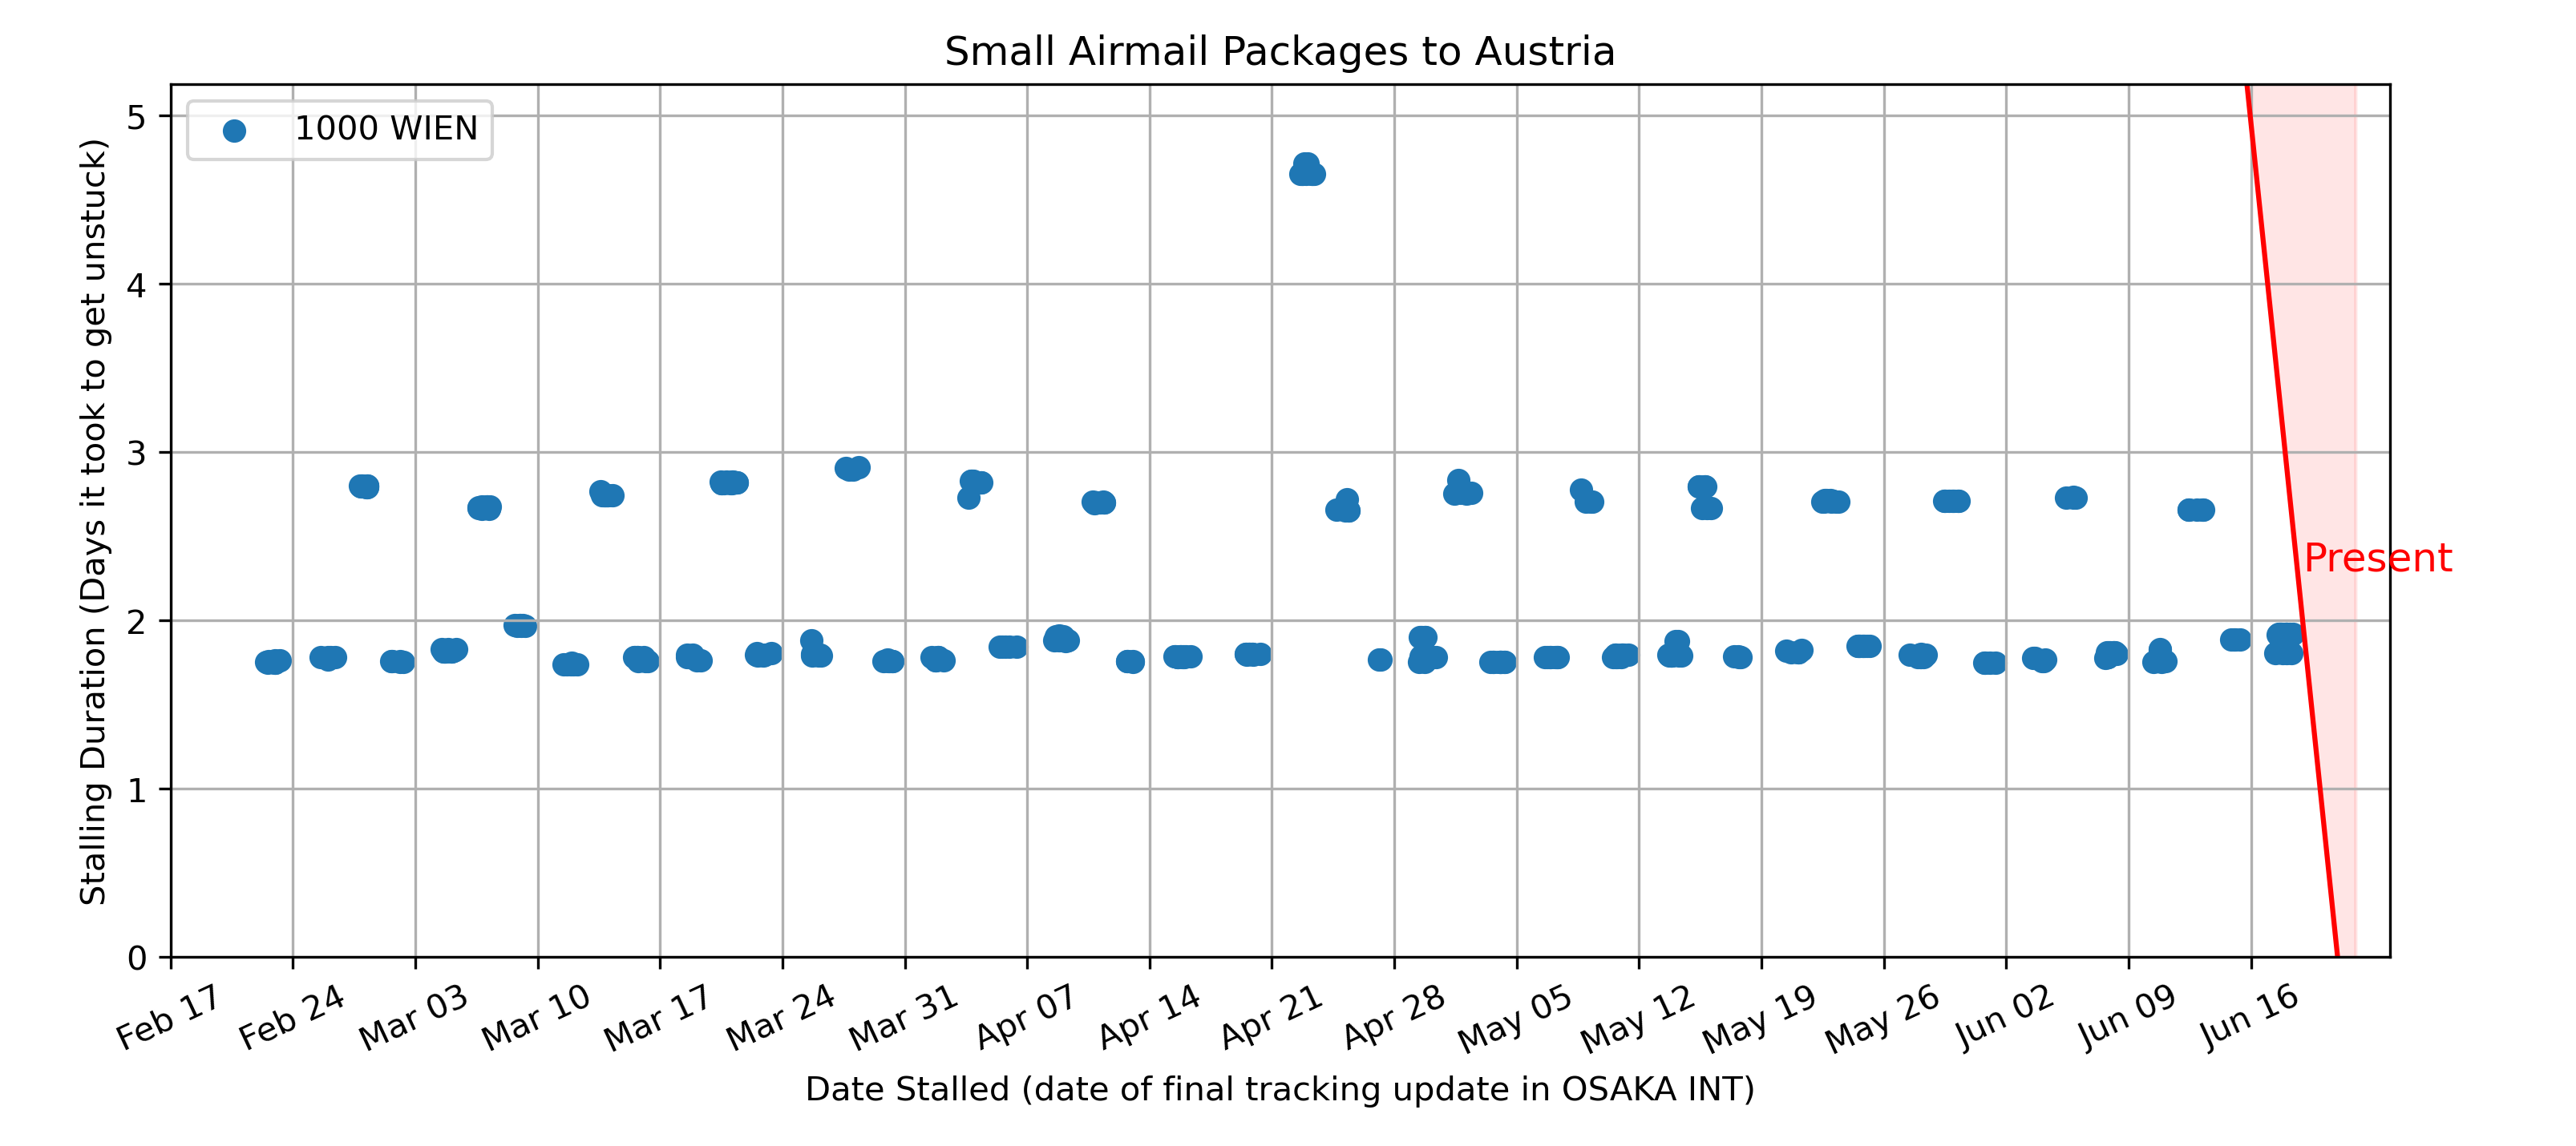 Small Airmail Packages to Austria
1000 WIEN
Stalling Duration (Days it took to get unstuck)
5
4
3
2
1
0
Present
Feb 17
Feb 24
Mar 03
Mar 10
Mar 17
Mar 24
Mar 31
Apr 07
Apr 14
Apr 21
Apr 28
May 05
May 12
May 19
May 26
Jun 02
Jun 09
Jun 16
Date Stalled (date of final tracking update in OSAKA INT)